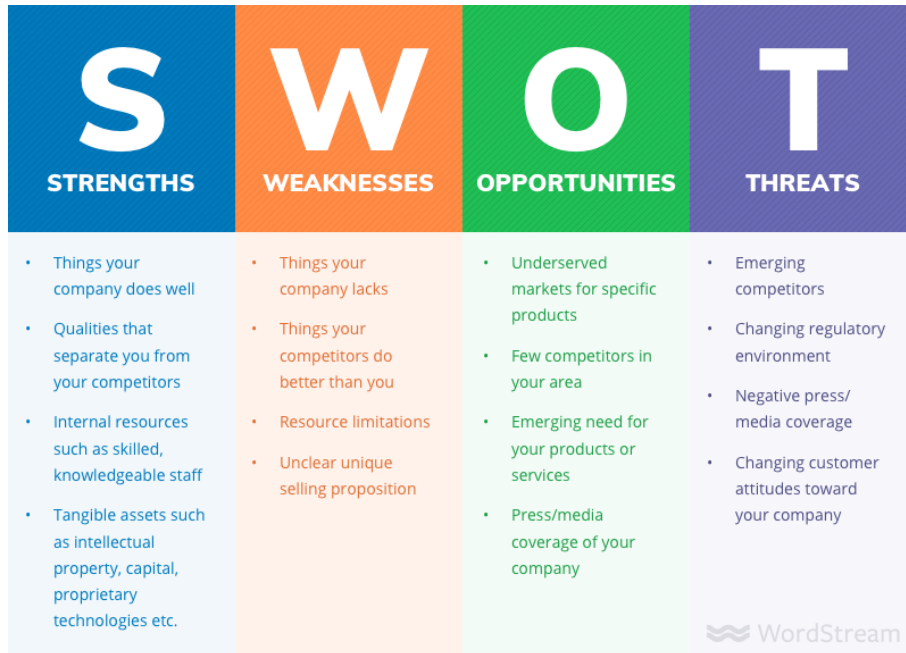 S
STRENGTHS
• Things your
company does well
• Qualities that
separate you from
your competitors
• Internal resources
such as skilled,
knowledgeable staff
• Tangible assets such
as intellectual
property, capital,
proprietary
technologies etc.
W
WEAKNESSES
• Things your
company lacks
• Things your
competitors do
better than you
• Resource limitations
• Unclear unique
selling proposition
O
OPPORTUNITIES
• Underserved
markets for specific
products
• Few competitors in
your area
• Emerging need for
your products or
services
• Press/media
coverage of your
company
T
THREATS
• Emerging
competitors
• Changing regulatory
environment
• Negative press/
media coverage
• Changing customer
attitudes toward
your company
WordStream